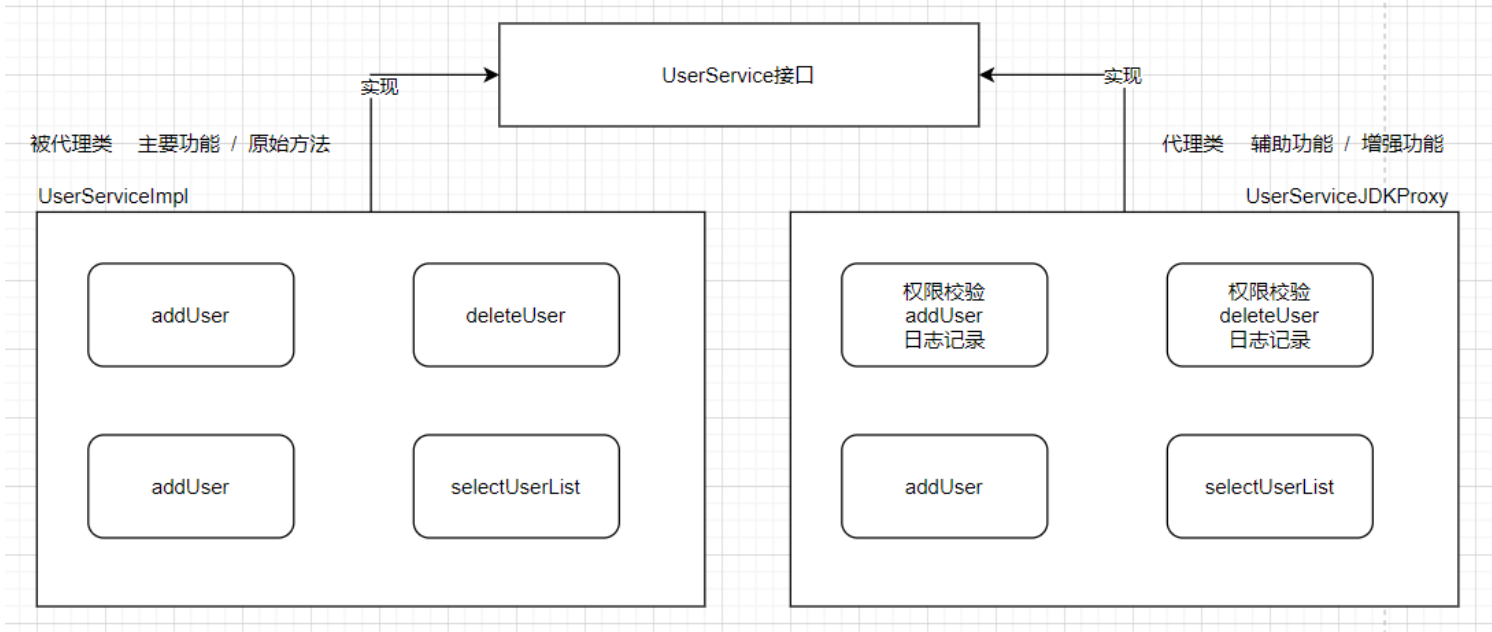 UserService接口
实现
实现
被代理类 主要功能 / 原始方法
代理类 辅助功能 / 增强功能
UserServiceImpl
UserServiceJDKProxy
addUser
deleteUser
权限校验
addUser
日志记录
权限校验
deleteUser
日志记录
addUser
selectUserList
addUser
selectUserList